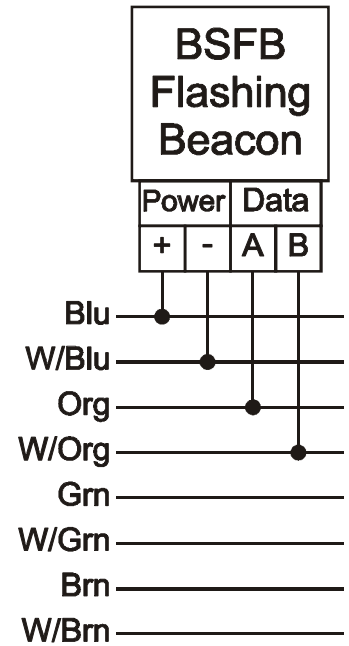 BSFB
Flashing
Beacon
Power Data
+ - A B
Blu
W/Blu
Org
W/Org
Grn
W/Grn
Brn
W/Brn